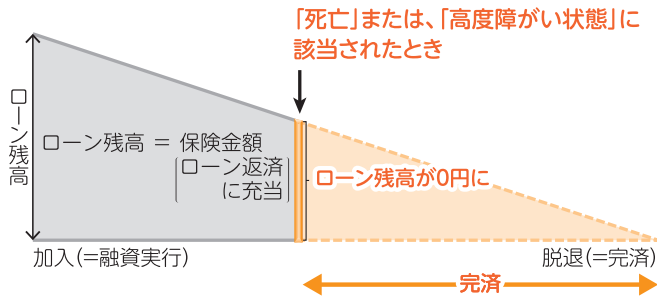 「死亡」または、「高度障がい状態」に
該当されたとき
ローン残高
ローン残高 ＝ 保険金額
ローン返済
に充当
ローン残高が0円に
加入(=融資実行)
脱退(=完済)
完済